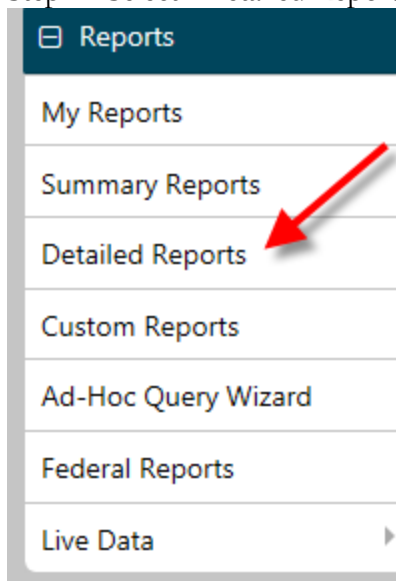 Reports
My Reports
Summary Reports
Detailed Reports
Custom Reports
Ad-Hoc Query Wizard
Federal Reports
Live Data